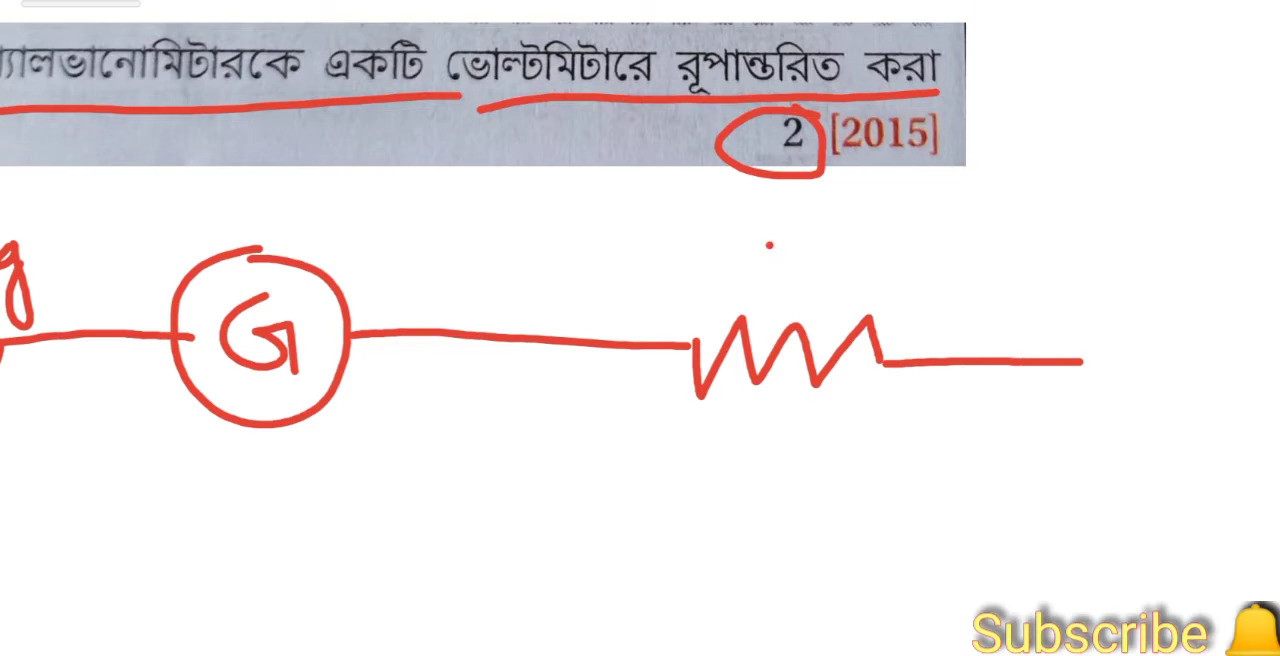 গ্যালভানোমিটারকে একটি ভোল্টমিটারে রূপান্তরিত করা
2 [2015]
g
G
Subscribe